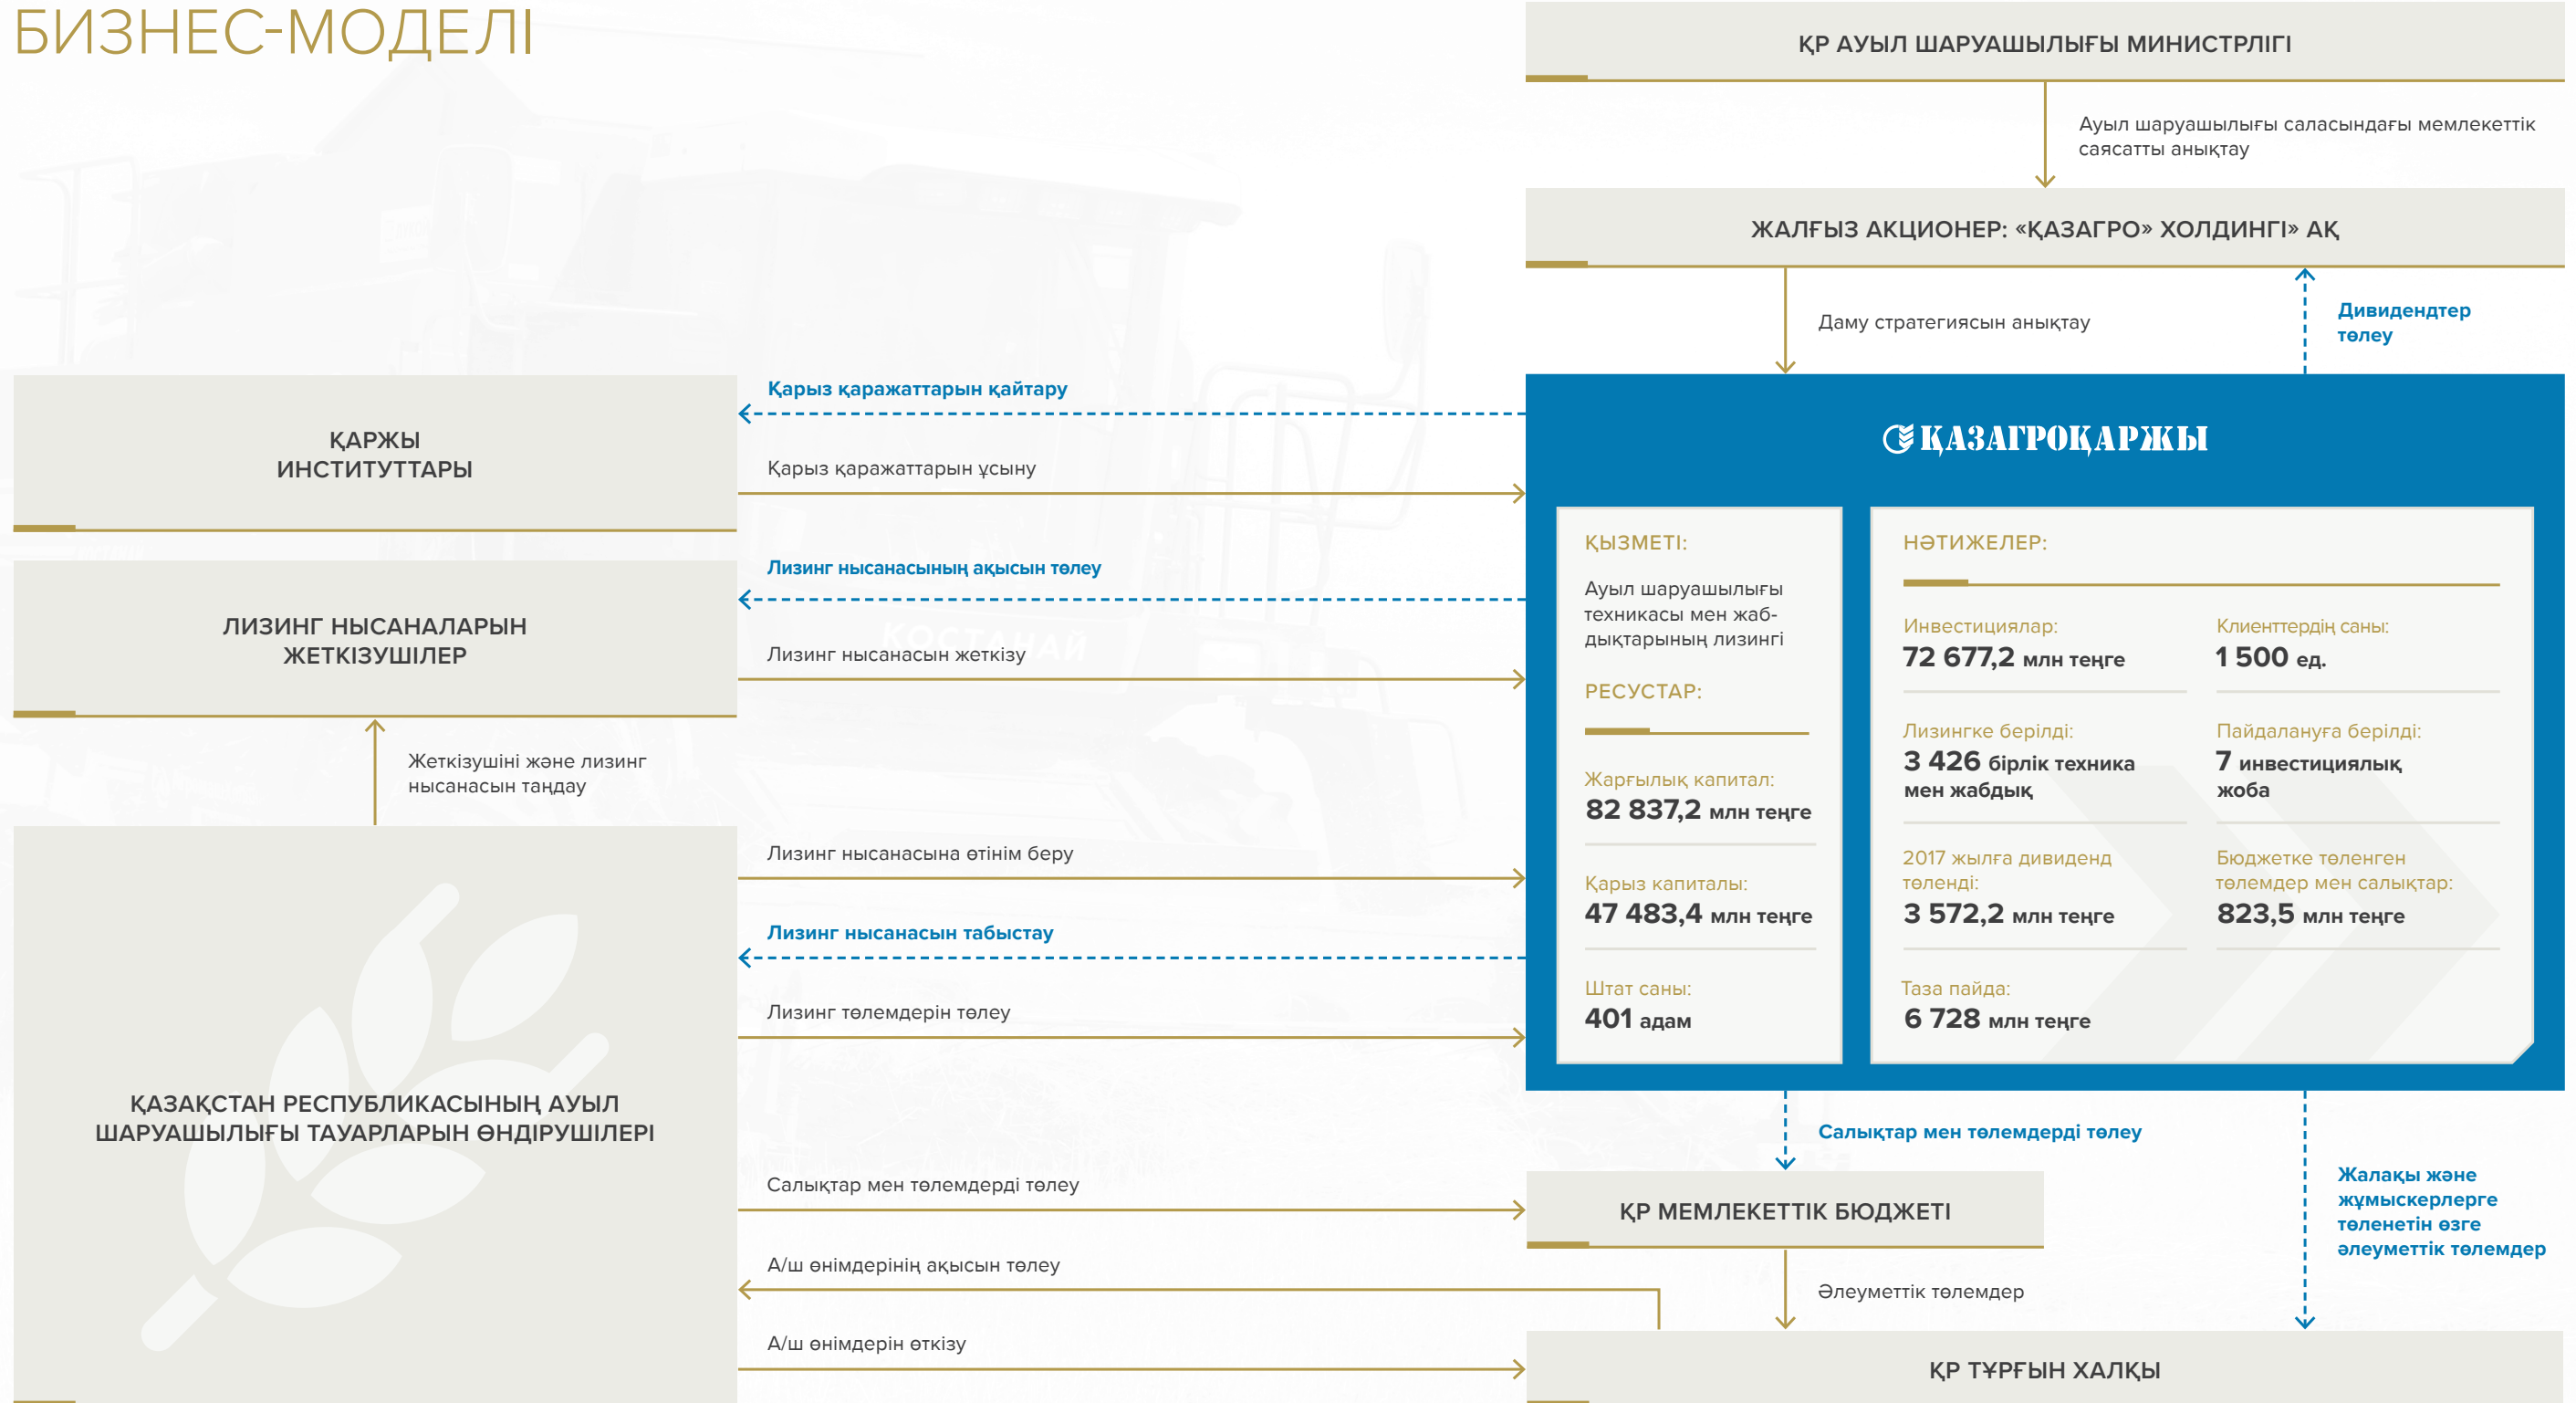 БИЗНЕС-МОДЕЛІ
ҚР АУЫЛ ШАРУАШЫЛЫҒЫ МИНИСТРЛІГІ
Ауыл шаруашылығы саласындағы мемлекеттік
саясатты анықтау
ЖАЛҒЫЗ АКЦИОНЕР: «ҚАЗАГРО» ХОЛДИНГІ» АҚ
Даму стратегиясын анықтау
Дивидендтер
төлеу
ҚАРЖЫ
ИНСТИТУТТАРЫ
Қарыз қаражаттарын қайтару
Қарыз қаражаттарын ұсыну
ЛИЗИНГ НЫСАНАЛАРЫН
ЖЕТКІЗУШІЛЕР
Лизинг нысанасының ақысын төлеу
Лизинг нысанасын жеткізу
КОСТАНАЙ
Жеткізушіні және лизинг
нысанасын таңдау
ҚАЗАҚСТАН РЕСПУБЛИКАСЫНЫҢ АУЫЛ
ШАРУАШЫЛЫҒЫ ТАУАРЛАРЫН ӨНДІРУШІЛЕРІ
Лизинг нысанасына өтінім беру
Лизинг нысанасын табыстау
Лизинг төлемдерін төлеу
Салықтар мен төлемдерді төлеу
А/ш өнімдерінің ақысын төлеу
А/ш өнімдерін өткізу
ҚАЗАГРОҚАРЖЫ
ҚЫЗМЕТІ:
Ауыл шаруашылығы
техникасы мен жаб-
дықтарының лизингі
РЕСУСТАР:
Жарғылық капитал:
82 837,2 млн теңге
Қарыз капиталы:
47 483,4 млн теңге
Штат саны:
401 адам
НӘТИЖЕЛЕР:
Инвестициялар:
72 677,2 млн теңге
Клиенттердің саны:
1 500 ед.
Лизингке берілді:
3 426 бірлік техника
мен жабдық
Пайдалануға берілді:
7 инвестициялық
жоба
2017 жылға дивиденд
төленді:
3 572,2 млн теңге
Бюджетке төленген
төлемдер мен салықтар:
823,5 млн теңге
Таза пайда:
6 728 млн теңге
Салықтар мен төлемдерді төлеу
ҚР МЕМЛЕКЕТТІК БЮДЖЕТІ
Әлеуметтік төлемдер
Жалақы және
жұмыскерлерге
төленетін өзге
әлеуметтік төлемдер
ҚР ТҰРҒЫН ХАЛҚЫ